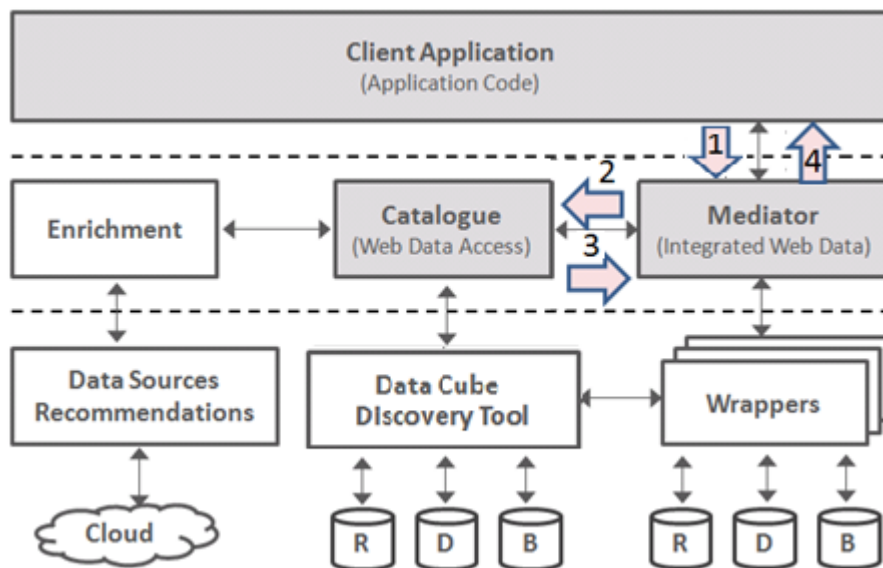 Client Application
(Application Code)
1
4
2
Enrichment
Catalogue
(Web Data Access)
3
Mediator
(Integrated Web Data)
Data Sources
Recommendations
Data Cube
DIscovery Tool
Wrappers
Cloud
R
D
B
R
D
B